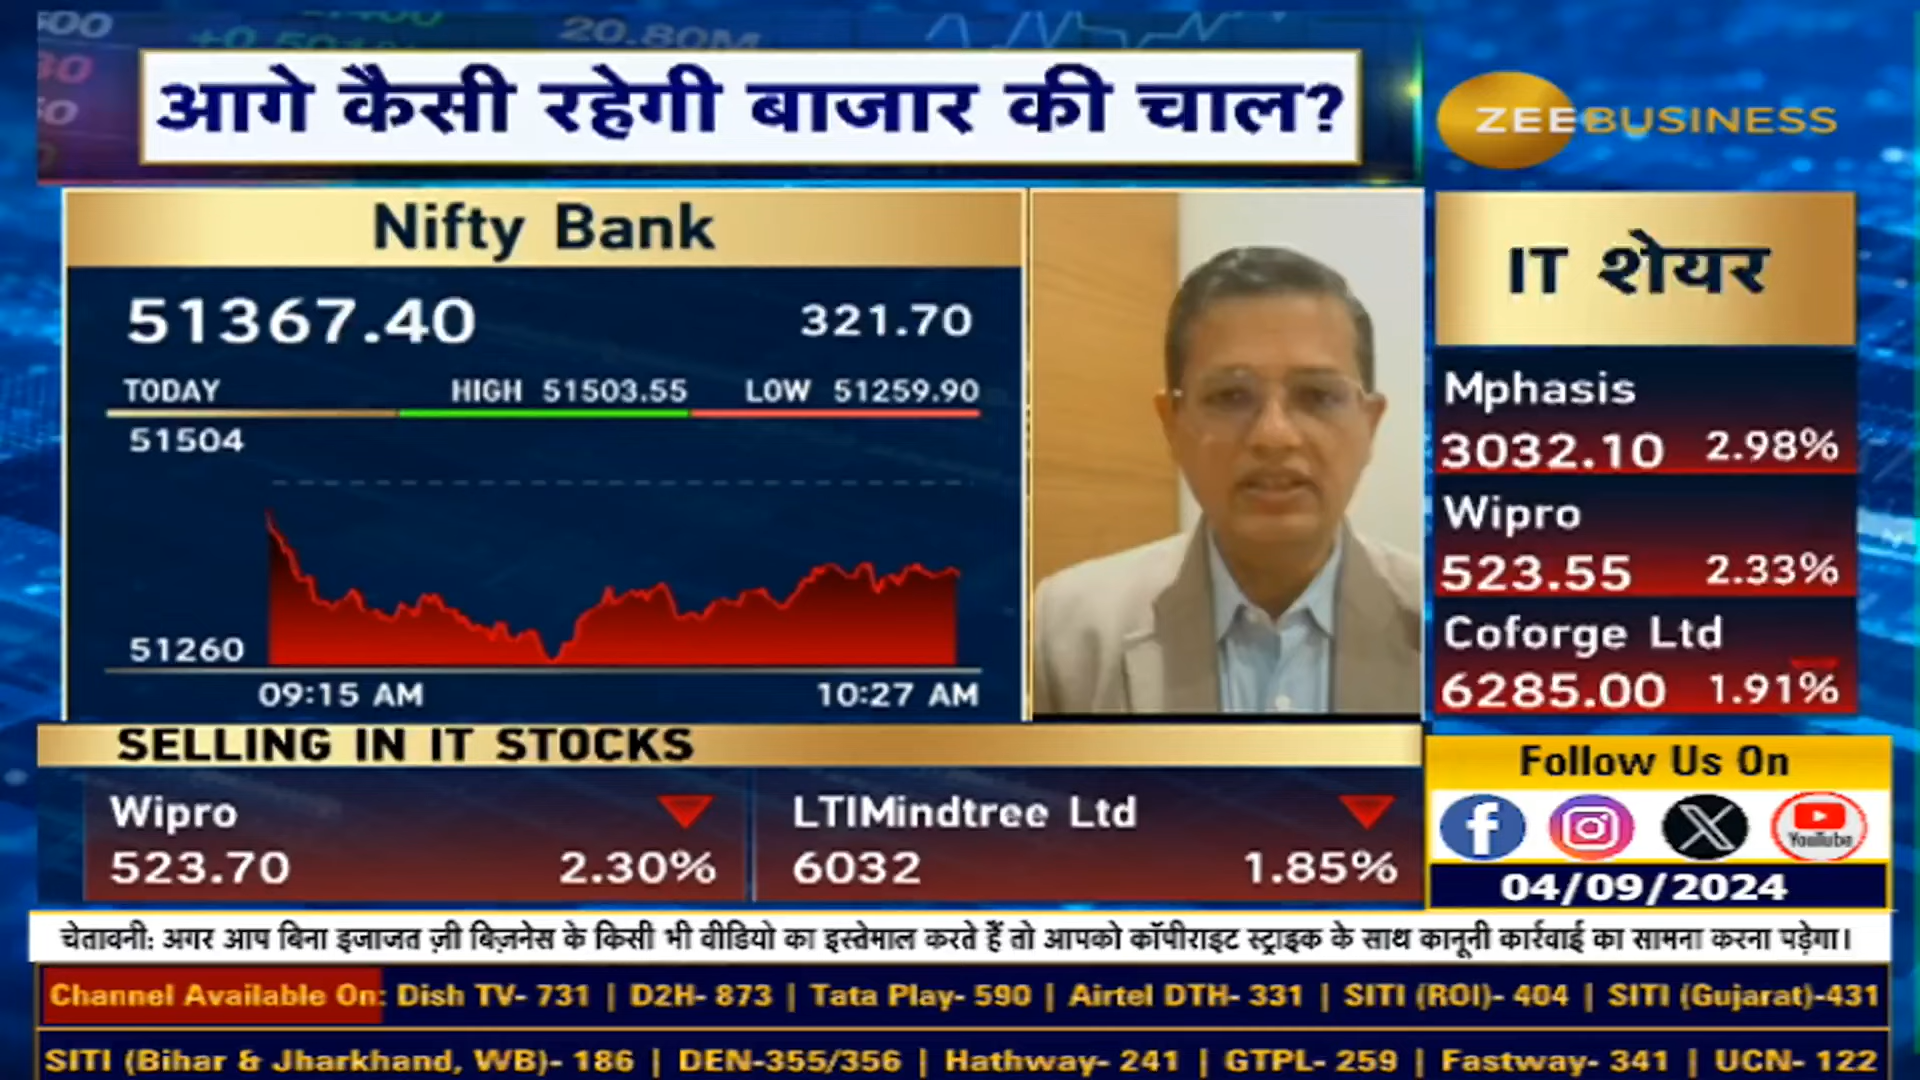 आगे कैसी रहेगी बाजार की चाल?
ZEEBUSINESS
Nifty Bank
51367.40 321.70
TODAY HIGH 51503.55 LOW 51259.90
51504
51260
09:15 AM 10:27 AM
IT शेयर
Mphasis
3032.10 2.98%
Wipro
523.55 2.33%
Coforge Ltd
6285.00 1.91%
SELLING IN IT STOCKS
Wipro
523.70 2.30%
LTIMindtree Ltd
6032 1.85%
Follow Us On
YouTube
04/09/2024
चेतावनी: अगर आप बिना इजाजत ज़ी बिज़नेस के किसी भी वीडियो का इस्तेमाल करते हैं तो आपको कॉपीराइट स्ट्राइक के साथ कानूनी कार्रवाई का सामना करना पड़ेगा।
Channel Available On: Dish TV- 731 | D2H- 873 | Tata Play- 590 | Airtel DTH- 331 | SITI (ROI)- 404 | SITI (Gujarat)-431
SITI (Bihar & Jharkhand, WB)- 186 | DEN-355/356 | Hathway- 241 | GTPL- 259 | Fastway- 341 | UCN- 122